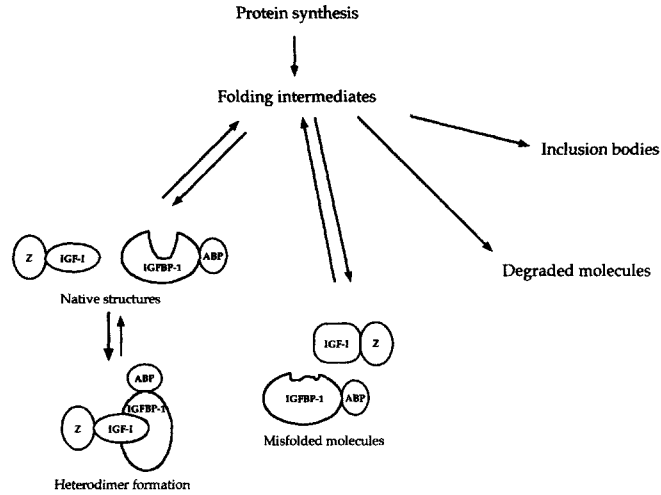 Protein synthesis
Folding intermediates
Inclusion bodies
Degraded molecules
Z IGF-I IGFBP-1 ABP
Native structures
IGF-I Z
IGFBP-1 ABP
Misfolded molecules
ABP
IGFBP-1
Z IGF-I
Heterodimer formation